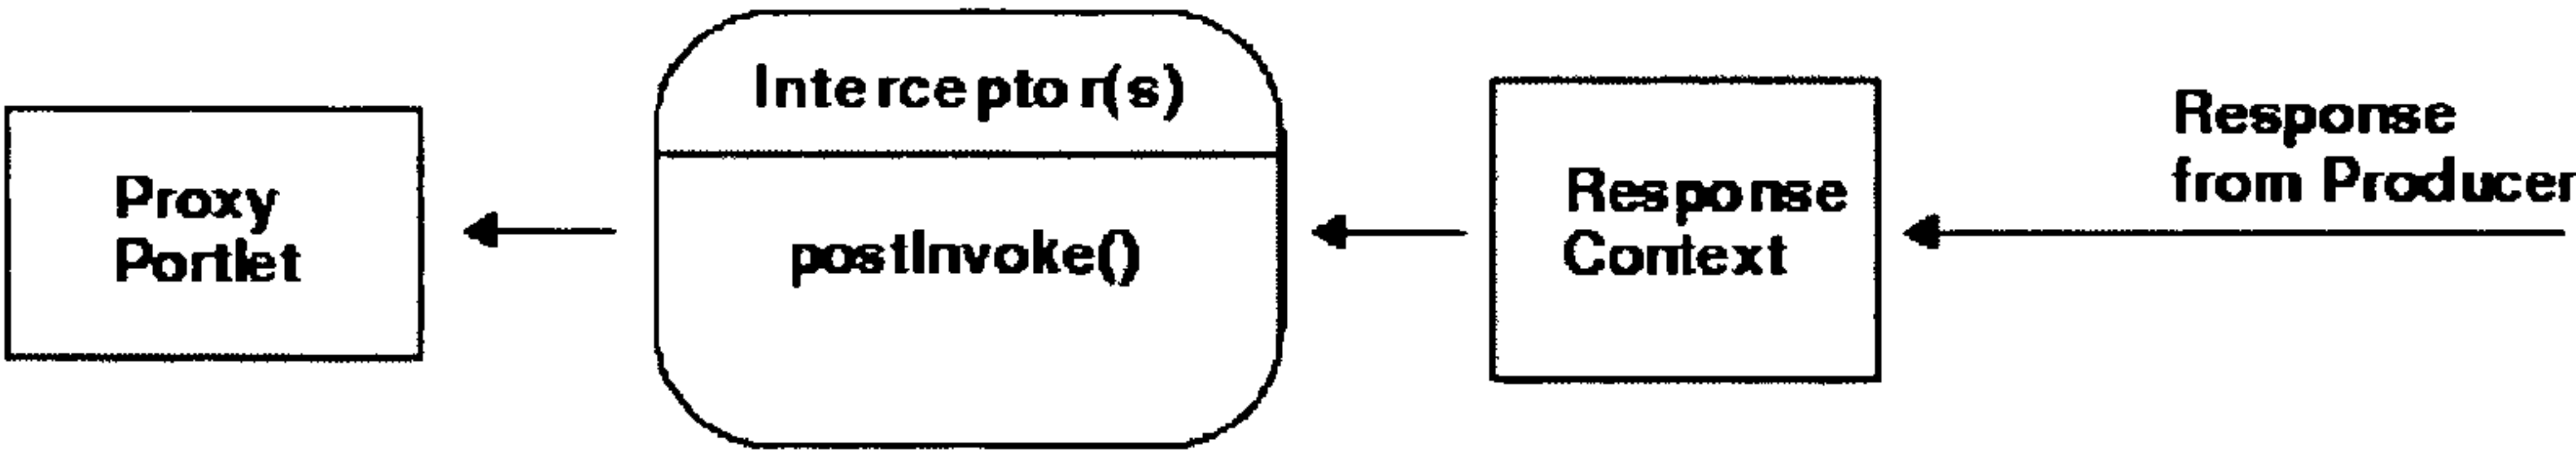 Proxy
Portlet
Interceptor(s)
postInvoke()
Response
Context
Response
from Producer